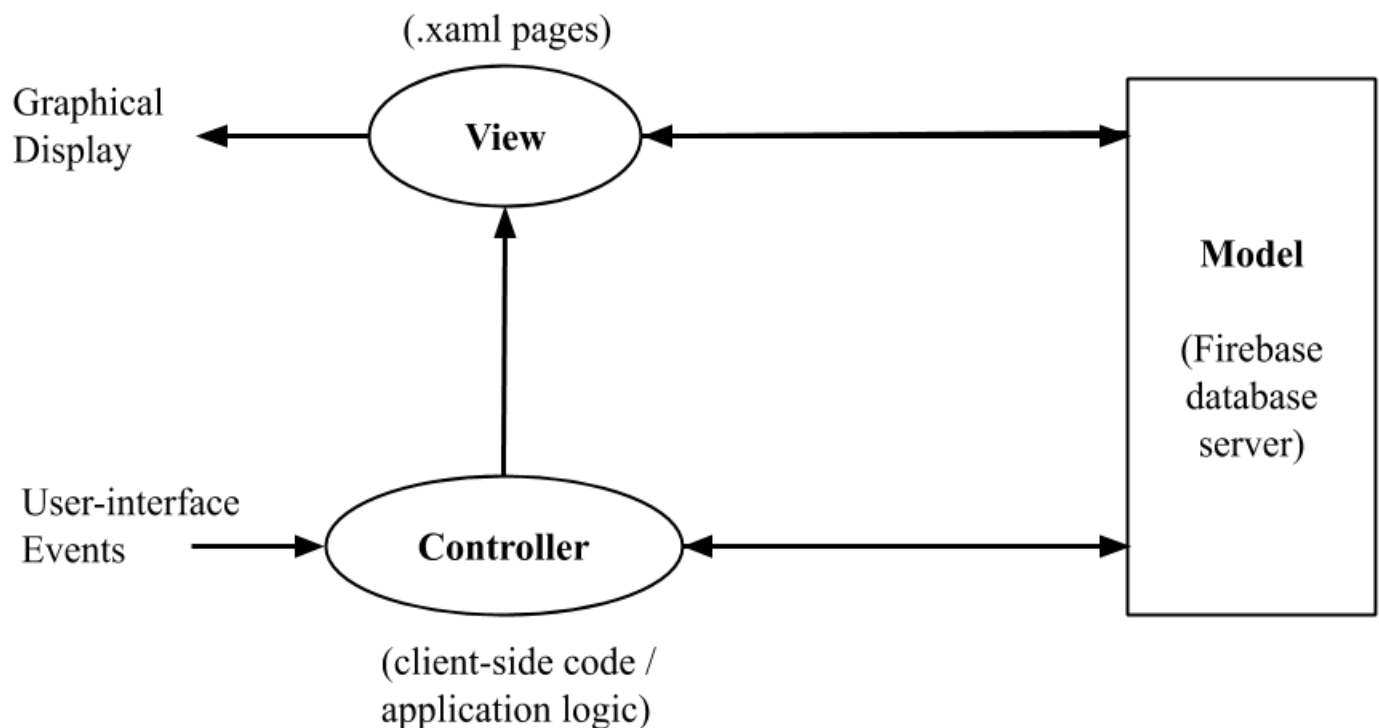 (.xaml pages)
Graphical
Display
View
Model
(Firebase
database
server)
User-interface
Events
Controller
(client-side code /
application logic)